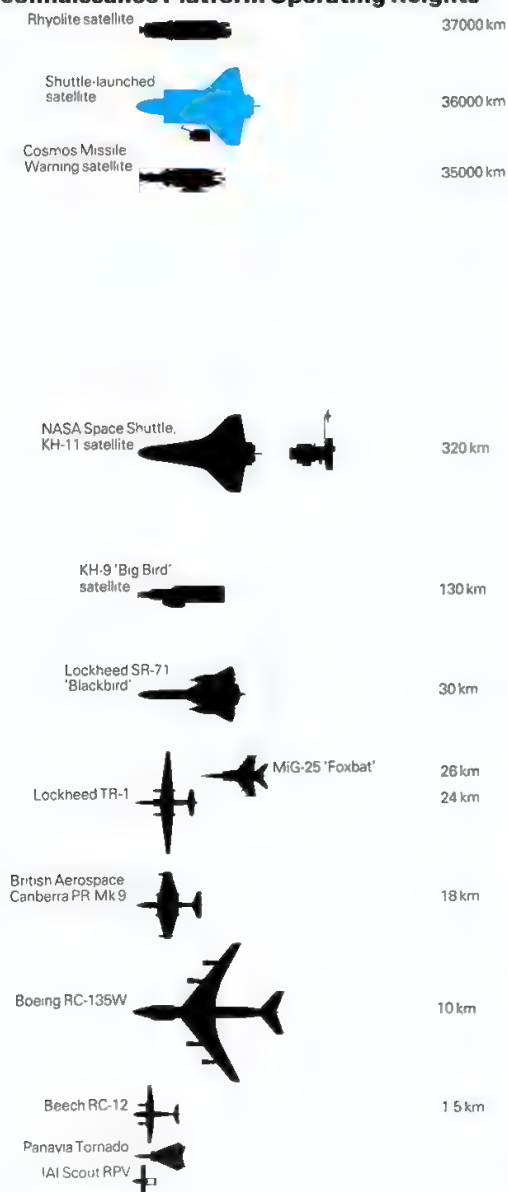 Platform Operating Heights
Rhyolite satellite 37000 km
Shuttle-launched
satellite 36000 km
Cosmos Missile
Warning satellite 35000 km
NASA Space Shuttle,
KH-11 satellite 320 km
KH-9 'Big Bird'
satellite 130 km
Lockheed SR-71
'Blackbird' 30 km
MiG-25 'Foxbat' 26 km
Lockheed TR-1 24 km
British Aerospace
Canberra PR Mk 9 18 km
Boeing RC-135W 10 km
Beech RC-12 1 5 km
Panavia Tornado
IAI Scout RPV